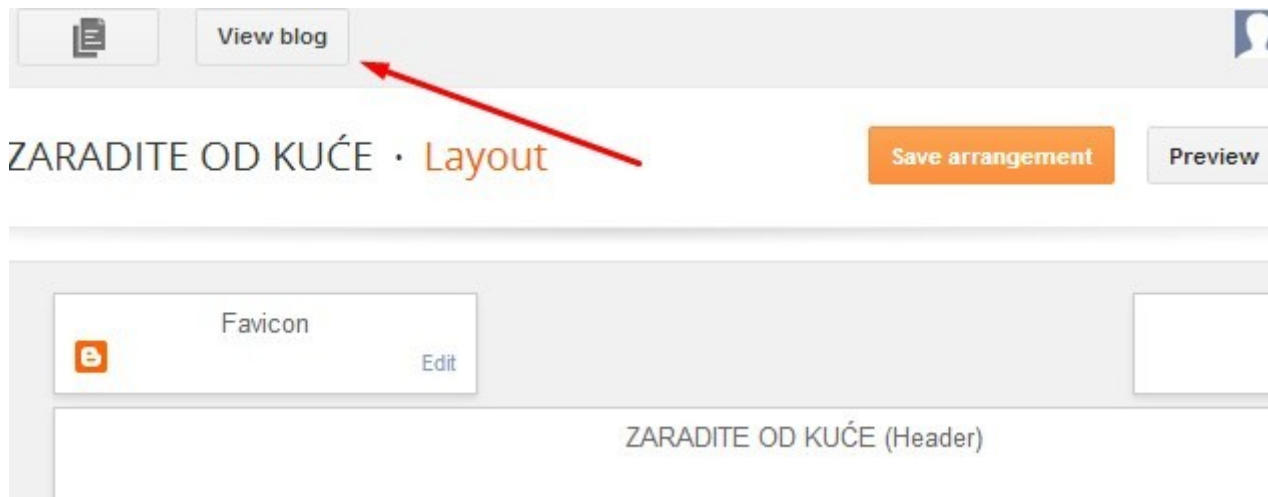 View blog
ZARADITE OD KUĆE · Layout
Save arrangement
Preview
Favicon
Edit
ZARADITE OD KUĆE (Header)